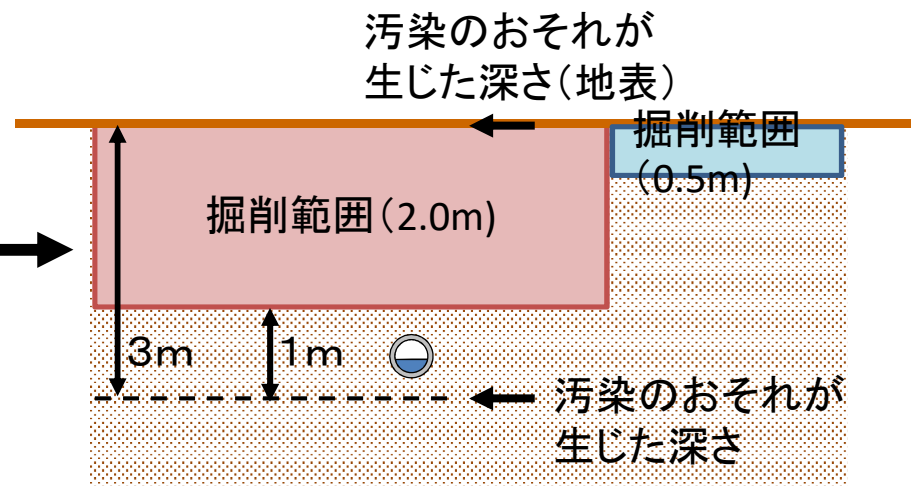 汚染のおそれが
生じた深さ（地表）
掘削範囲
（0.5m)
掘削範囲（2.0m)
３m
１m
汚染のおそれが
生じた深さ